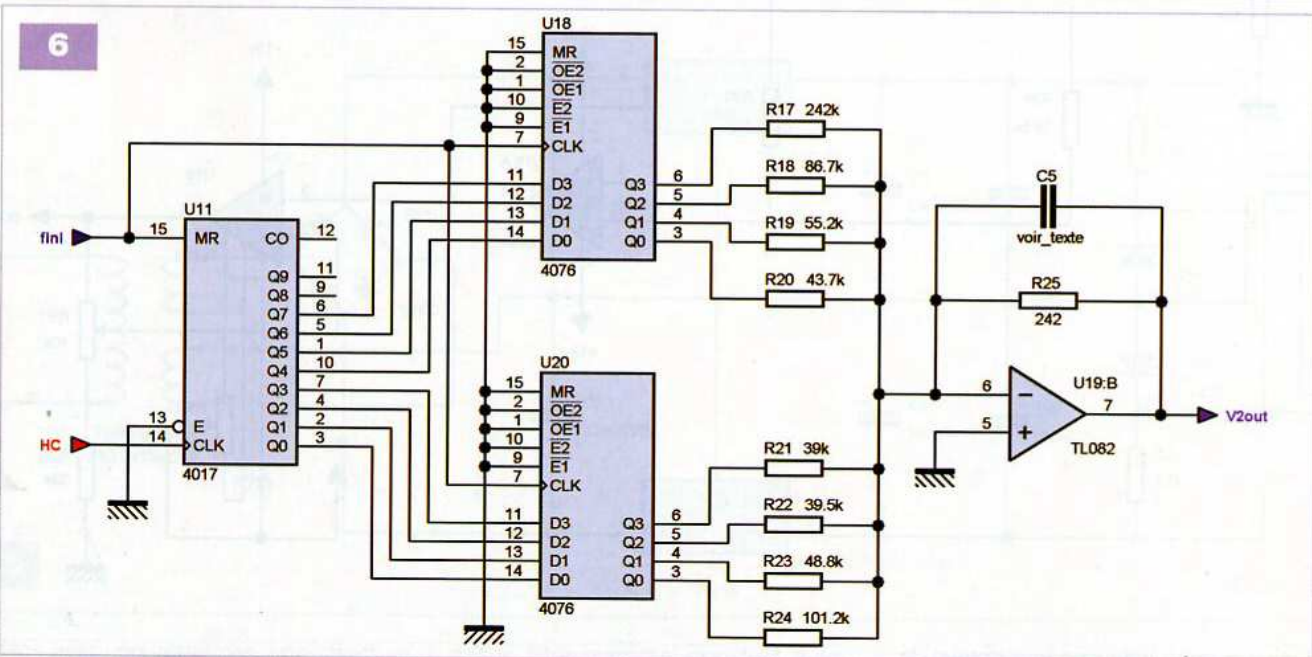 6
U18
15 MR
2 OE2
1 OE1
10 E2
9 E1
7 CLK
11 D3
12 D2
13 D1
14 D0
Q3 6
Q2 5
Q1 4
Q0 3
4076
R17 242k
R18 86.7k
R19 55.2k
R20 43.7k
U11
fInI
15 MR
CO 12
Q9 11
Q8 9
Q7 6
Q6 5
Q5 1
Q4 10
Q3 7
Q2 4
Q1 2
Q0 3
13 E
HC
14 CLK
4017
U20
15 MR
2 OE2
1 OE1
10 E2
9 E1
7 CLK
11 D3
12 D2
13 D1
14 D0
Q3 6
Q2 5
Q1 4
Q0 3
4076
R21 39k
R22 39.5k
R23 48.8k
R24 101.2k
C5
voir_texte
R25
242
6 −
5 +
7
U19:B
TL082
V2out